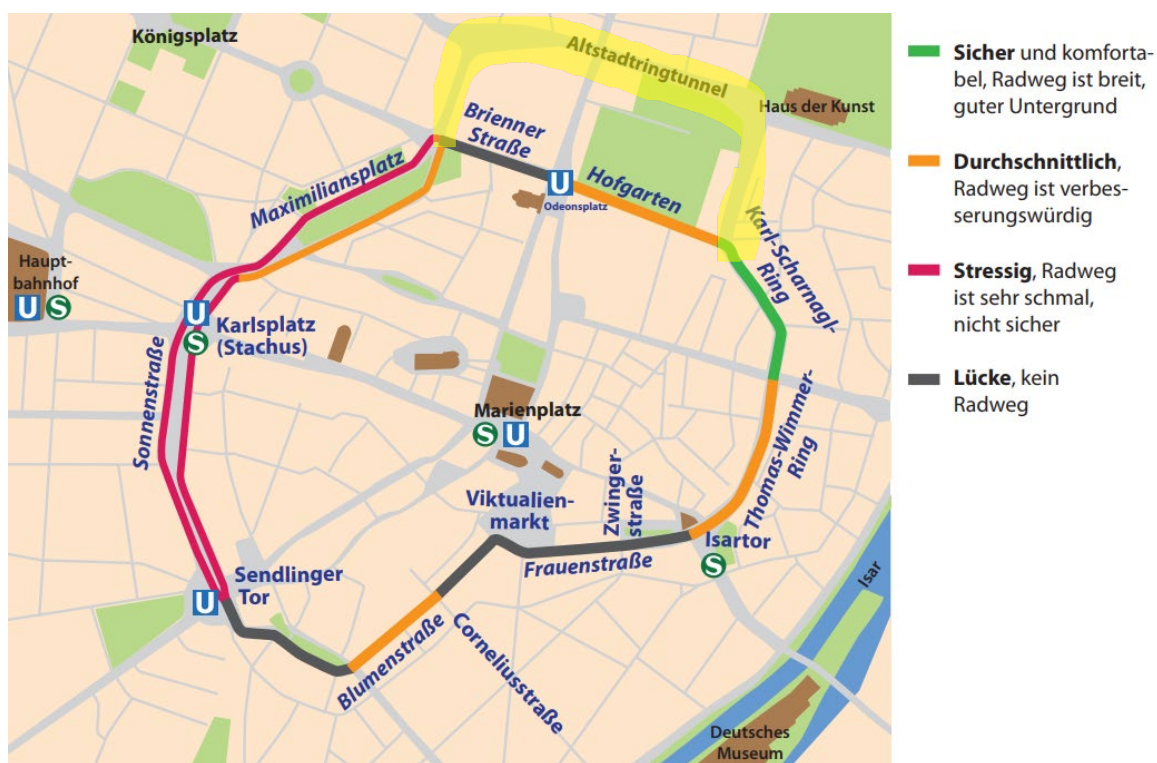 Königsplatz
Altstadtringtunnel
Haus der Kunst
Brienner
Straße
Maximiliansplatz
U
Odeonsplatz
Hofgarten
Karl-Scharnagl-
Ring
Haupt-
bahnhof
U S
U
S
Karlsplatz
(Stachus)
Sonnenstraße
Marienplatz
S U
Thomas-Wimmer-
Ring
Zwinger-
straße
Viktualien-
markt
Isartor
S
Frauenstraße
Sendlinger
Tor
U
Isar
Blumenstraße
Corneliusstraße
Deutsches
Museum
Sicher und komforta-
bel, Radweg ist breit,
guter Untergrund
Durchschnittlich,
Radweg ist verbes-
serungswürdig
Stressig, Radweg
ist sehr schmal,
nicht sicher
Lücke, kein
Radweg